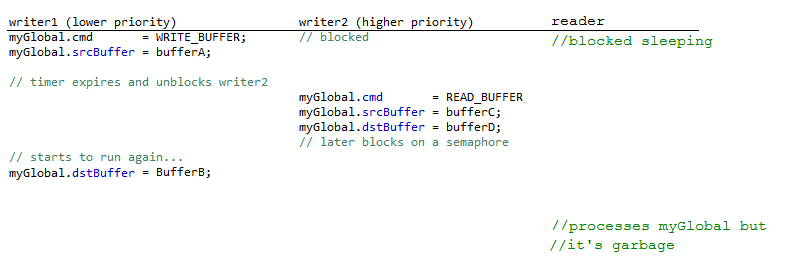 writer1 (lower priority) writer2 (higher priority) reader
myGlobal.cmd = WRITE_BUFFER; // blocked //blocked sleeping
myGlobal.srcBuffer = bufferA;
// timer expires and unblocks writer2
myGlobal.cmd = READ_BUFFER
myGlobal.srcBuffer = bufferC;
myGlobal.dstBuffer = bufferD;
// later blocks on a semaphore
// starts to run again...
myGlobal.dstBuffer = BufferB;
//processes myGlobal but
//it's garbage